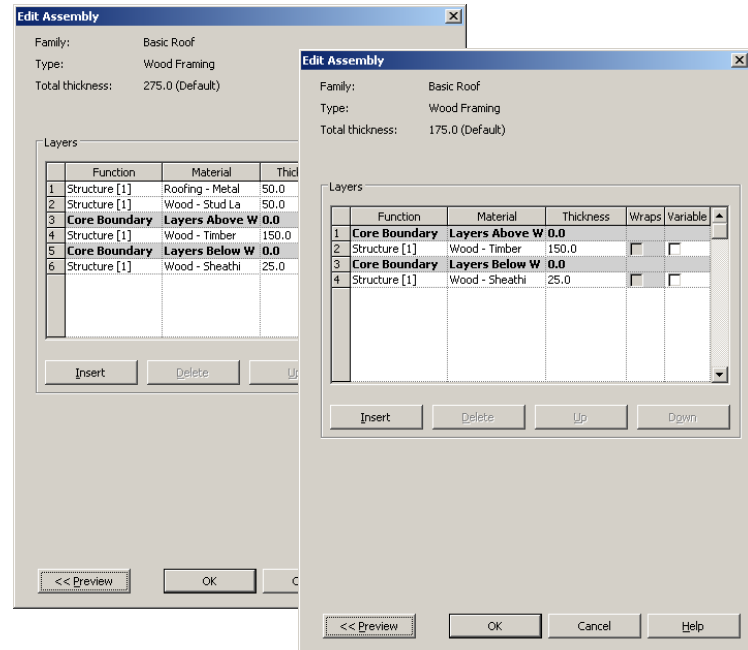 Edit Assembly
Family: Basic Roof
Type: Wood Framing
Total thickness: 275.0 (Default)
Layers
Function Material
1 Structure [1] Roofing - Metal 50.0
2 Structure [1] Wood - Stud La 50.0
3 Core Boundary Layers Above W 0.0
4 Structure [1] Wood - Timber 150.0
5 Core Boundary Layers Below W 0.0
6 Structure [1] Wood - Sheathi 25.0
Insert Delete
<< Preview OK
Edit Assembly
Family: Basic Roof
Type: Wood Framing
Total thickness: 175.0 (Default)
Layers
Function Material Thickness Wraps Variable
1 Core Boundary Layers Above W 0.0
2 Structure [1] Wood - Timber 150.0
3 Core Boundary Layers Below W 0.0
4 Structure [1] Wood - Sheathi 25.0
Insert Delete Up Down
<< Preview OK Cancel Help